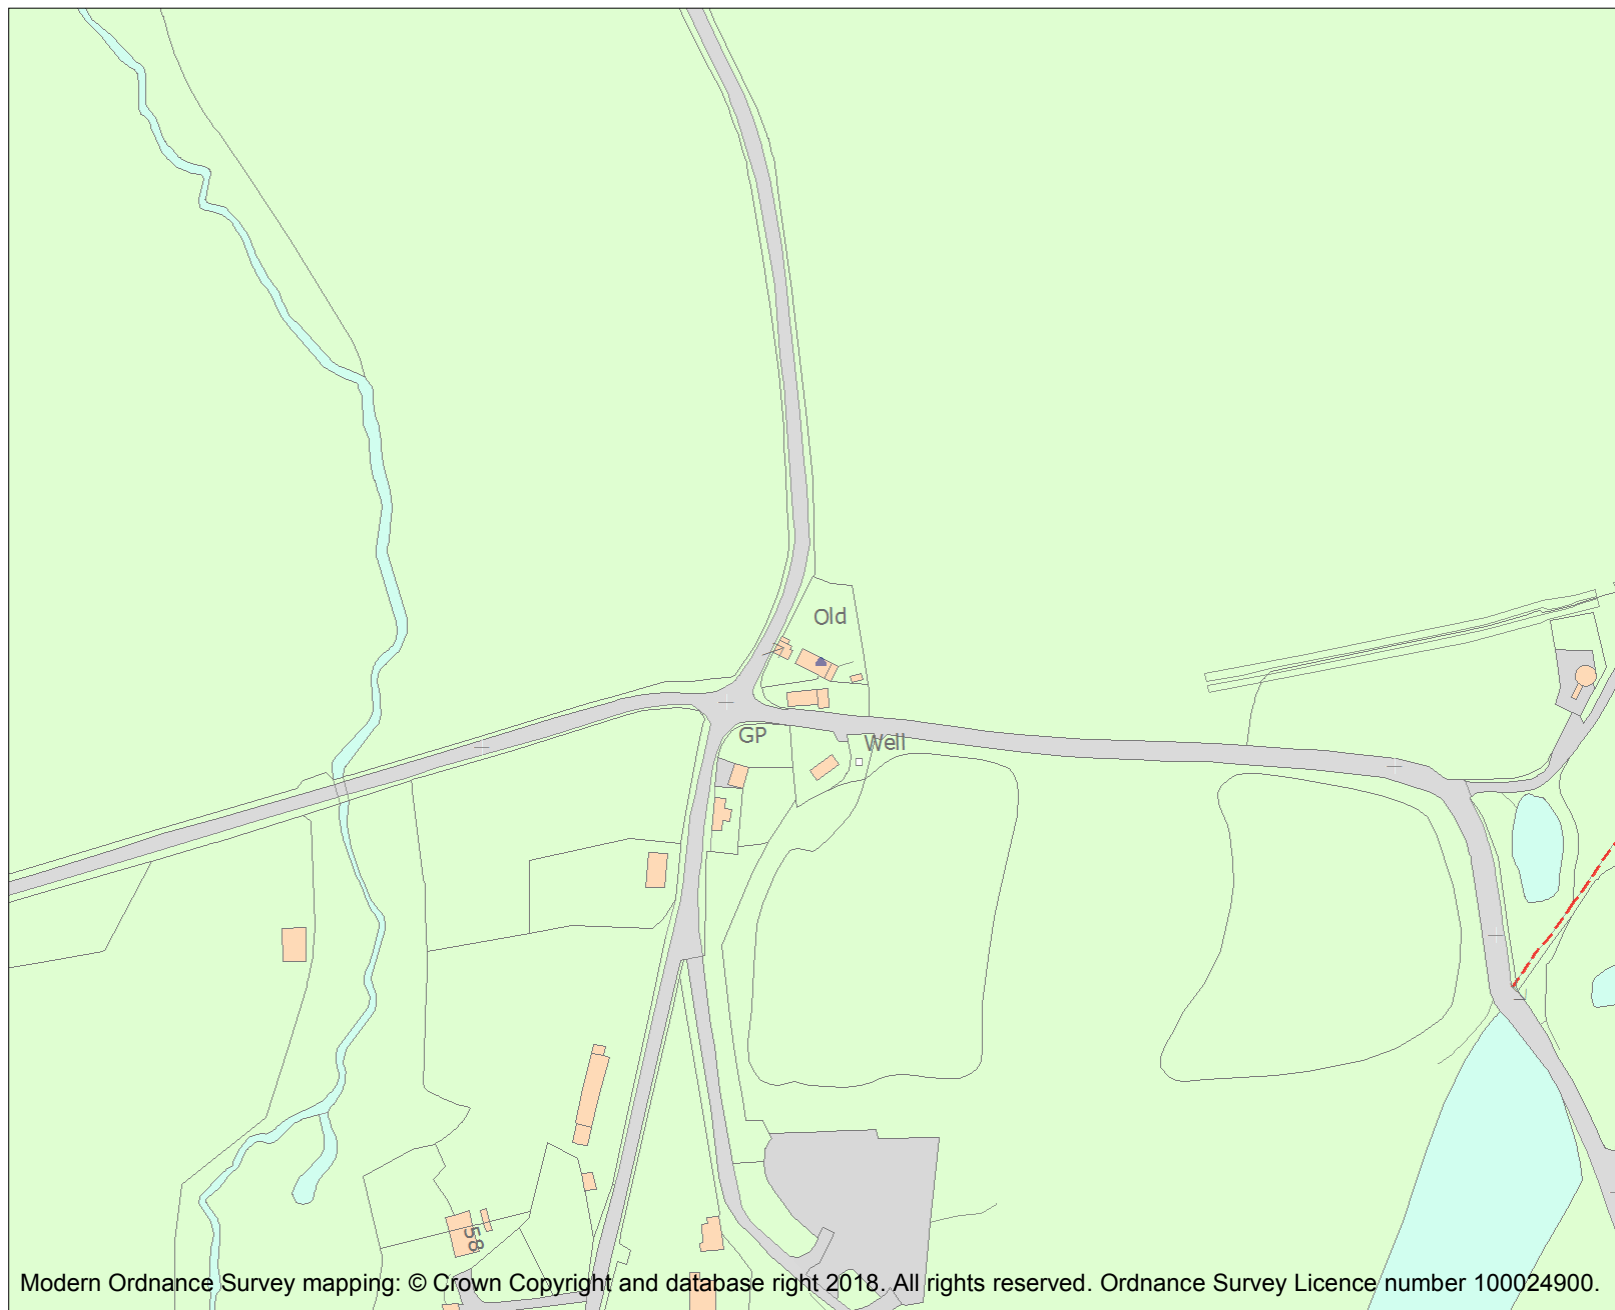 Old
GP
Well
58
Modern Ordnance Survey mapping: © Crown Copyright and database right 2018. All rights reserved. Ordnance Survey Licence number 100024900.